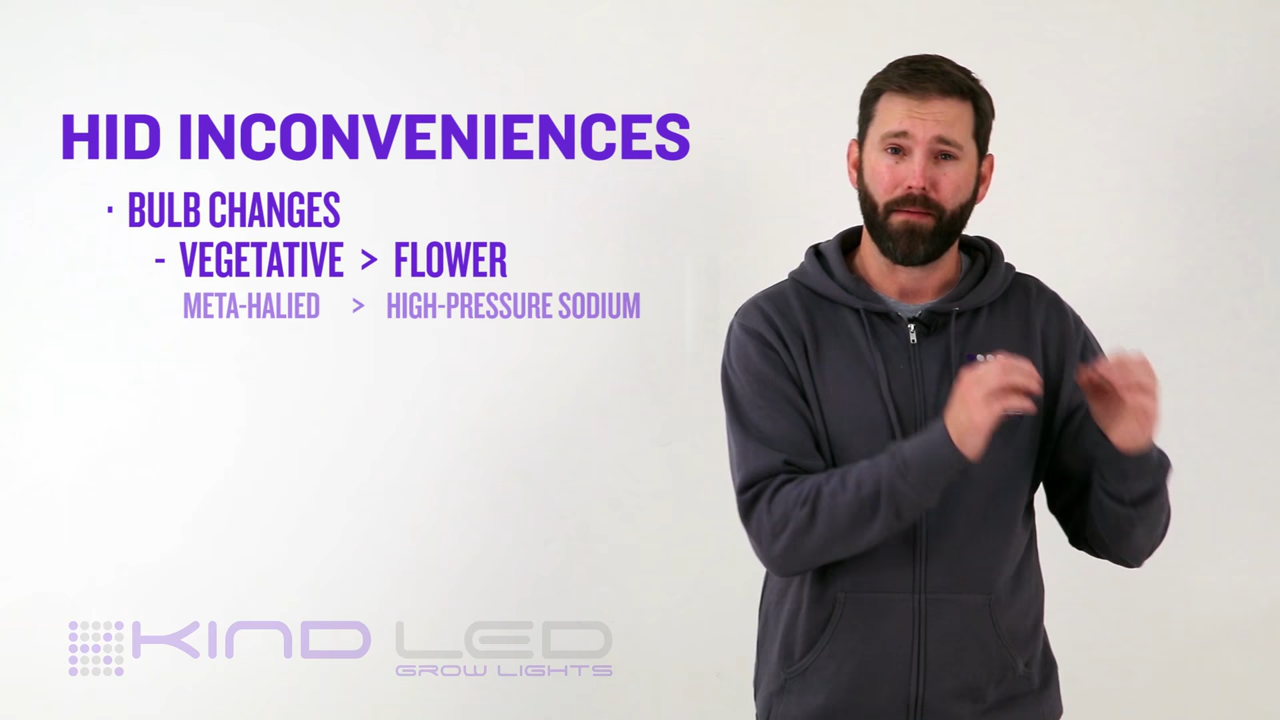 HID INCONVENIENCES
· BULB CHANGES
- VEGETATIVE > FLOWER
META-HALIED > HIGH-PRESSURE SODIUM
KIND LED
GROW LIGHTS